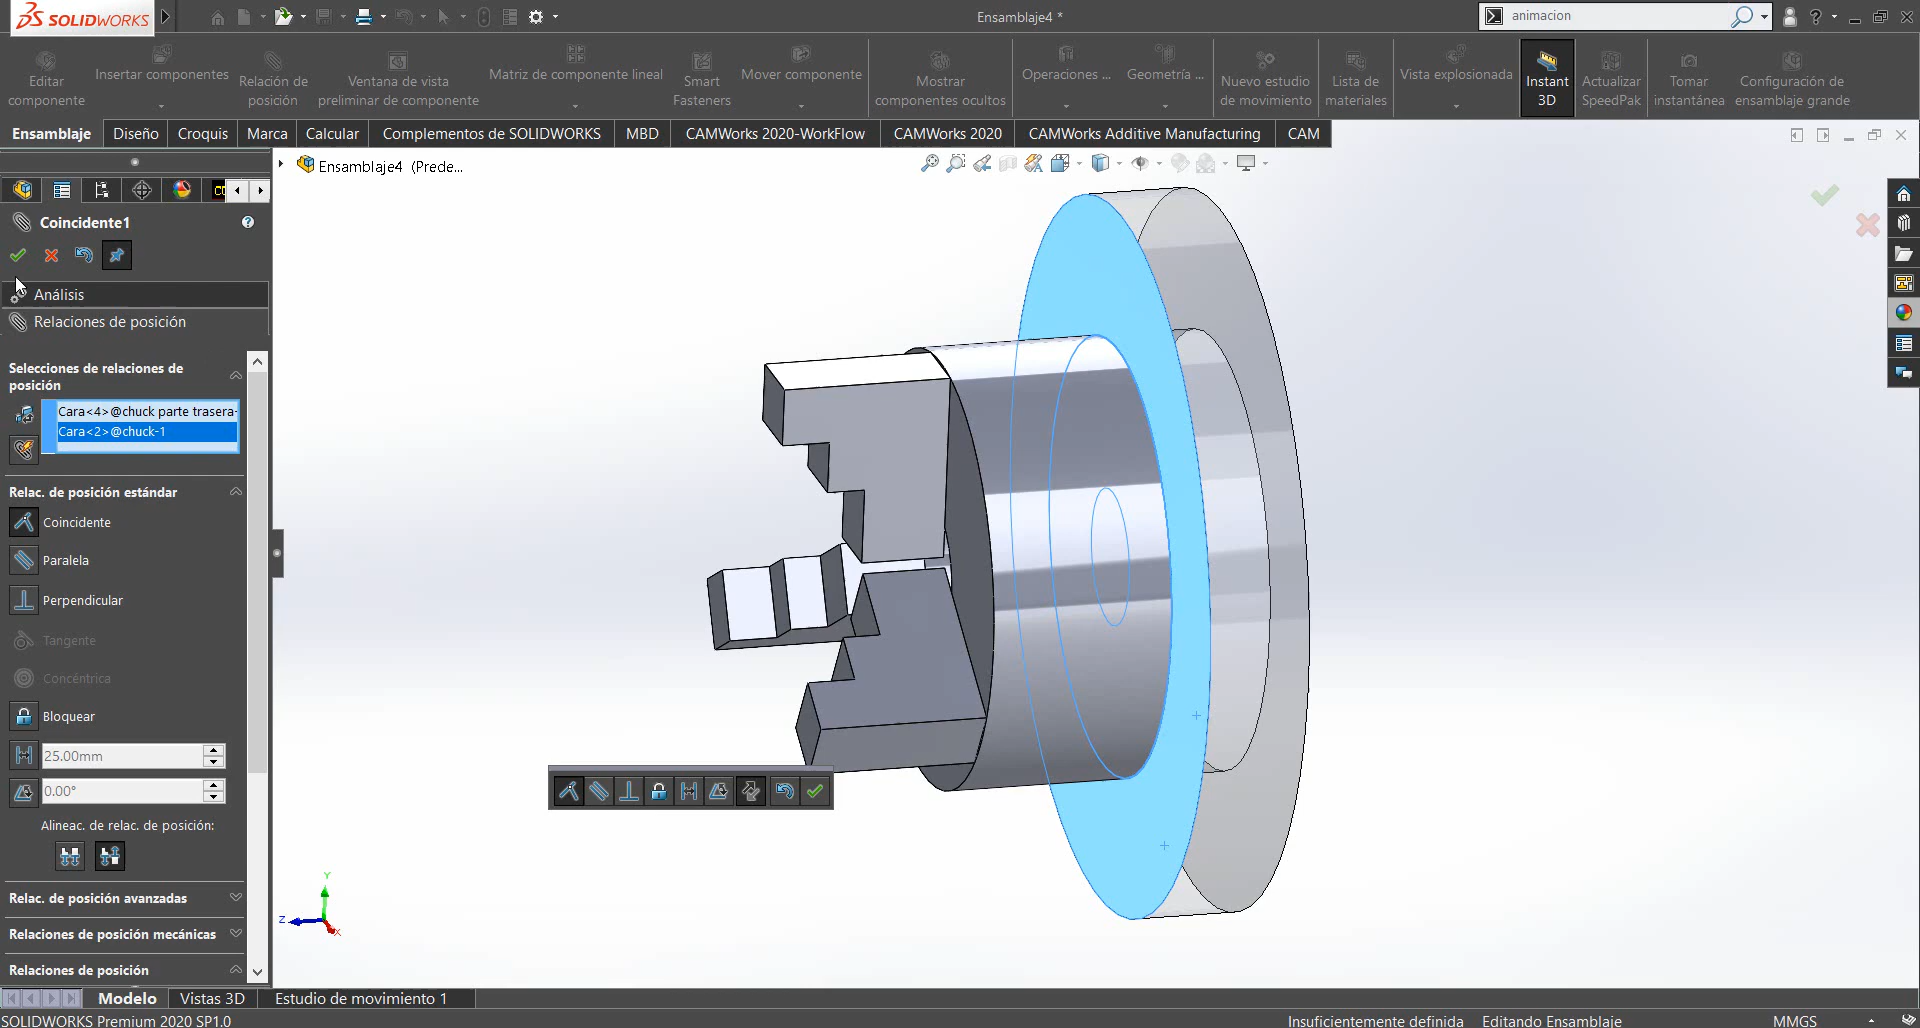 SOLIDWORKS
Ensamblaje4 *
animacion
Editar componente
Insertar componentes
Relación de posición
Ventana de vista preliminar de componente
Matriz de componente lineal
Smart Fasteners
Mover componente
Mostrar componentes ocultos
Operaciones ...
Geometría ...
Nuevo estudio de movimiento
Lista de materiales
Vista explosionada
Instant 3D
Actualizar SpeedPak
Tomar instantánea
Configuración de ensamblaje grande
Ensamblaje
Diseño
Croquis
Marca
Calcular
Complementos de SOLIDWORKS
MBD
CAMWorks 2020-WorkFlow
CAMWorks 2020
CAMWorks Additive Manufacturing
CAM
Ensamblaje4 (Prede...
Coincidente1
Análisis
Relaciones de posición
Selecciones de relaciones de posición
Cara<4>@chuck parte trasera-
Cara<2>@chuck-1
Relac. de posición estándar
Coincidente
Paralela
Perpendicular
Tangente
Concéntrica
Bloquear
25.00mm
0.00°
Alineac. de relac. de posición:
Relac. de posición avanzadas
Relaciones de posición mecánicas
Relaciones de posición
Y
Z
X
Modelo
Vistas 3D
Estudio de movimiento 1
SOLIDWORKS Premium 2020 SP1.0
Insuficientemente definida
Editando Ensamblaje
MMGS